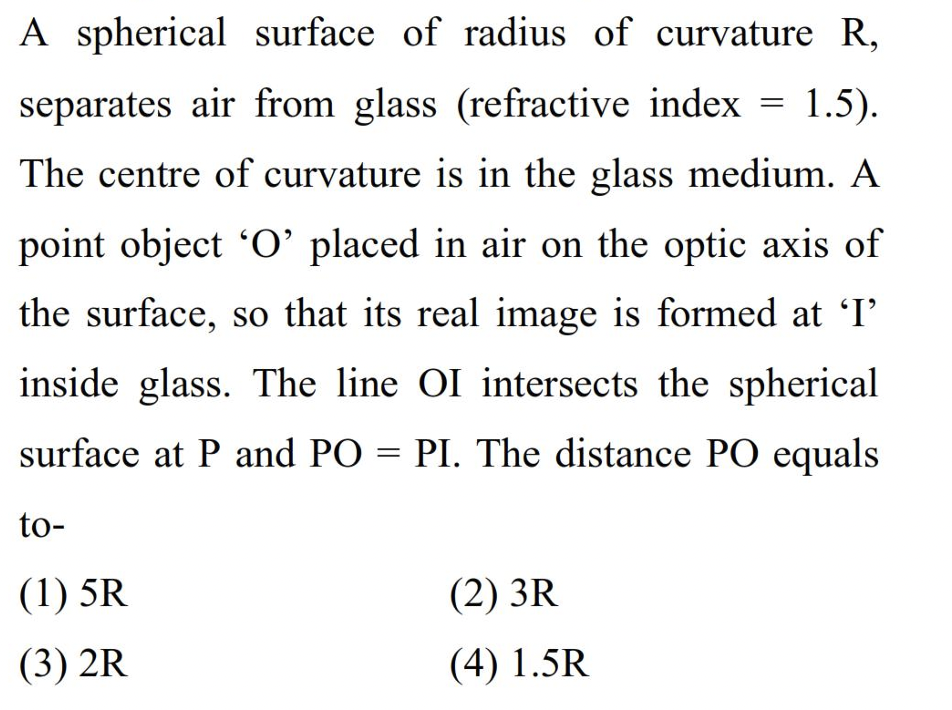 A spherical surface of radius of curvature R,
separates air from glass (refractive index = 1.5).
The centre of curvature is in the glass medium. A
point object ‘O’ placed in air on the optic axis of
the surface, so that its real image is formed at ‘I’
inside glass. The line OI intersects the spherical
surface at P and PO = PI. The distance PO equals
to-
(1) 5R (2) 3R
(3) 2R (4) 1.5R